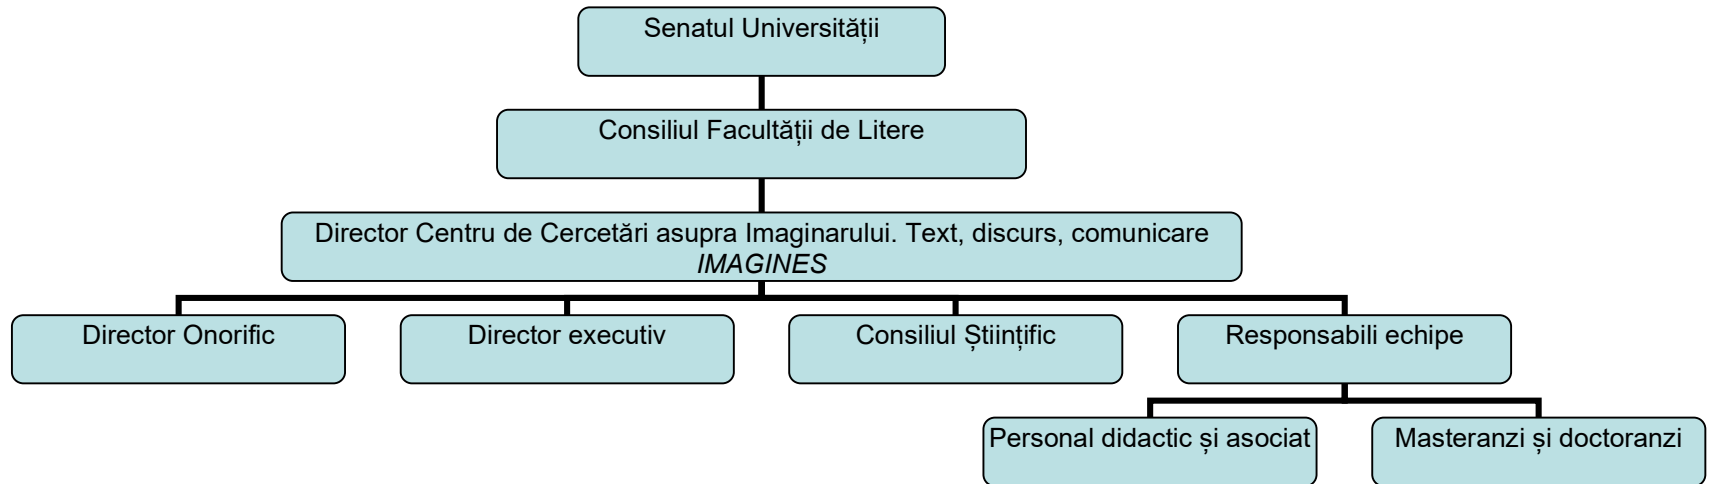 Senatul Universității
Consiliul Facultății de Litere
Director Centru de Cercetări asupra Imaginarului. Text, discurs, comunicare
IMAGINES
Director Onorific
Director executiv
Consiliul Științific
Responsabili echipe
Personal didactic și asociat
Masteranzi și doctoranzi